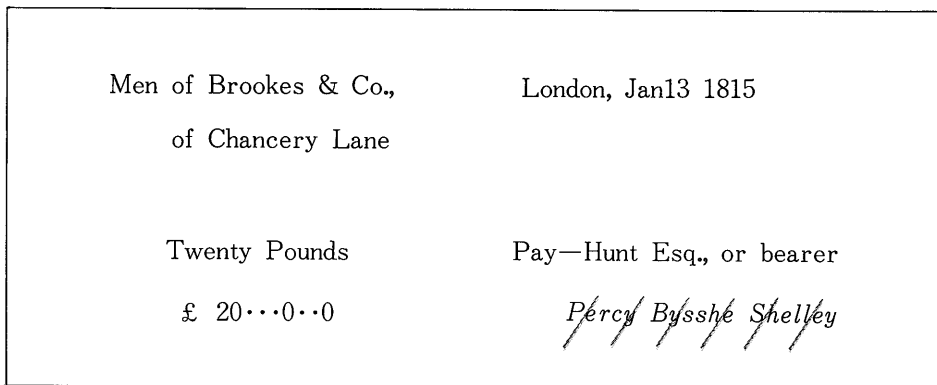 Men of Brookes & Co.,
of Chancery Lane
London, Jan13 1815
Twenty Pounds
£ 20···0··0
Pay—Hunt Esq., or bearer
Percy Bysshe Shelley